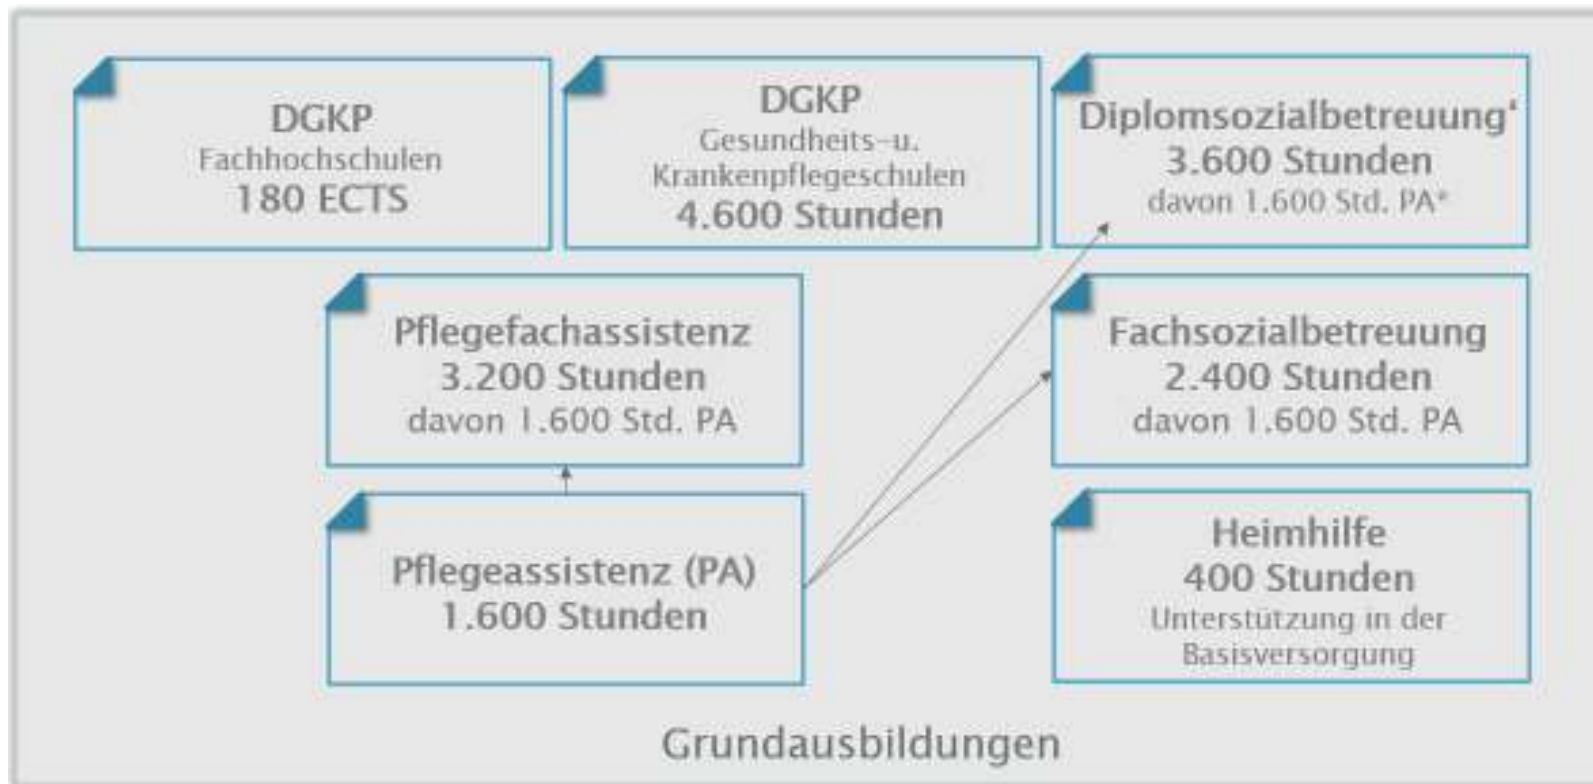 DGKP
Fachhochschulen
180 ECTS
DGKP
Gesundheits-u.
Krankenpflegeschulen
4.600 Stunden
Diplomsozialbetreuung‘
3.600 Stunden
davon 1.600 Std. PA*
Pflegefachassistenz
3.200 Stunden
davon 1.600 Std. PA
Fachsozialbetreuung
2.400 Stunden
davon 1.600 Std. PA
Pflegeassistenz (PA)
1.600 Stunden
Heimhilfe
400 Stunden
Unterstützung in der
Basisversorgung
Grundausbildungen